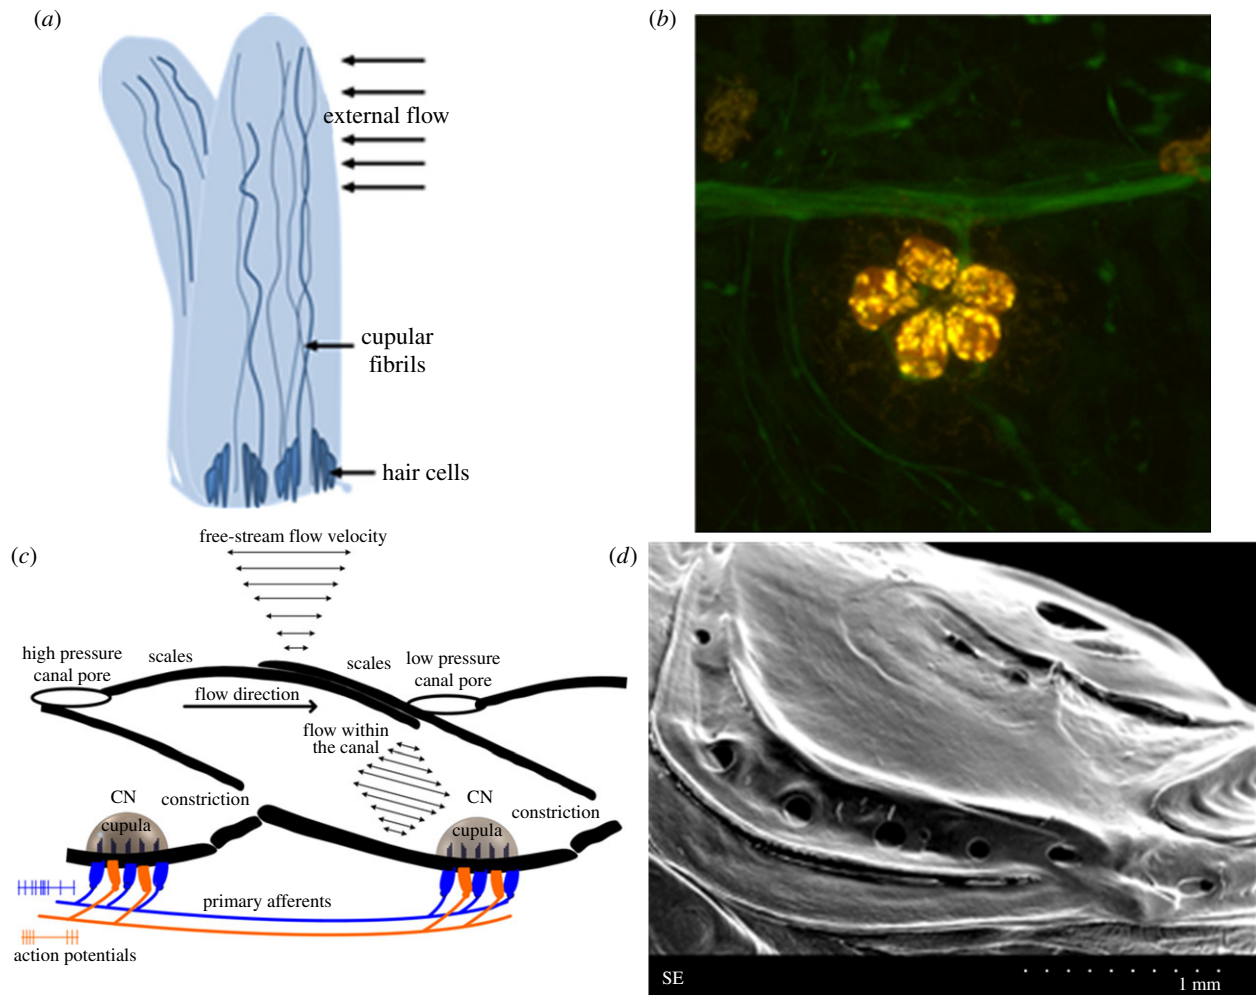 (a)
external flow
cupular
fibrils
hair cells
(b)
(c)
free-stream flow velocity
high pressure
canal pore
scales
scales
low pressure
canal pore
flow direction
flow within
the canal
CN
constriction
cupula
CN
constriction
cupula
primary afferents
action potentials
(d)
SE
1 mm